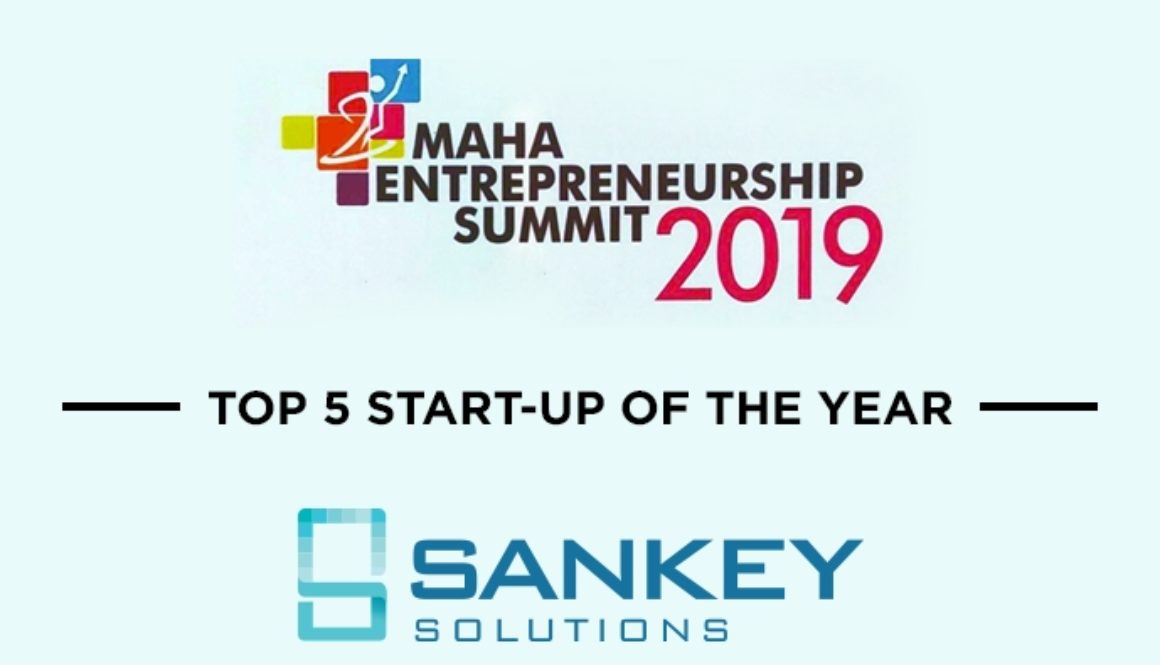 MAHA
ENTREPRENEURSHIP
SUMMIT 2019
TOP 5 START-UP OF THE YEAR
SANKEY
SOLUTIONS